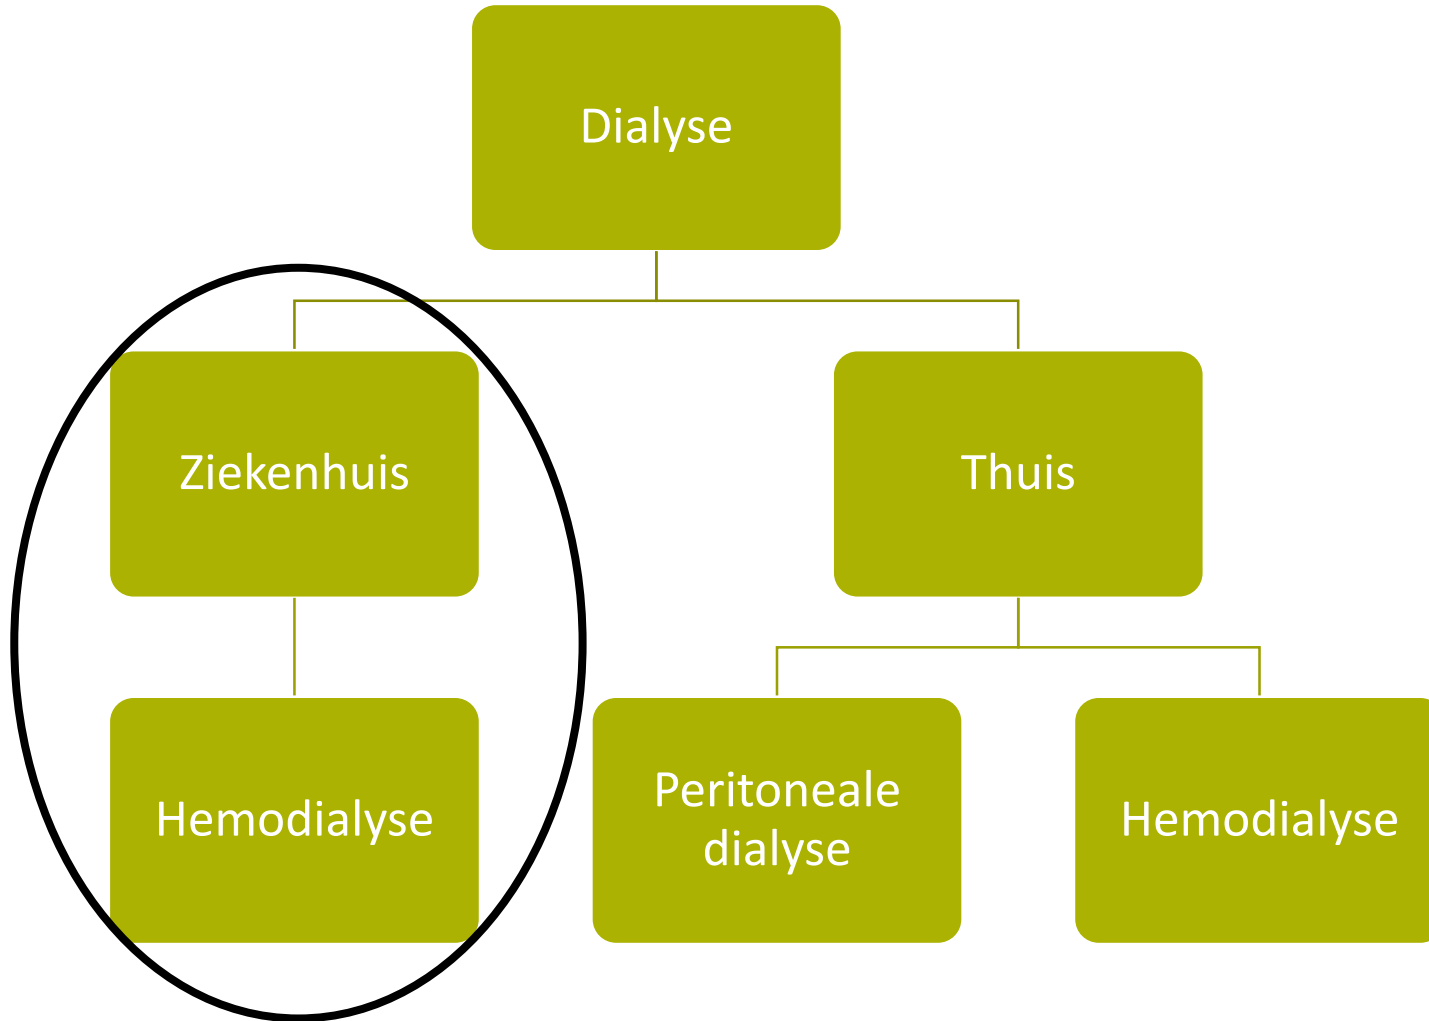 Dialyse
Ziekenhuis
Thuis
Hemodialyse
Peritoneale
dialyse
Hemodialyse